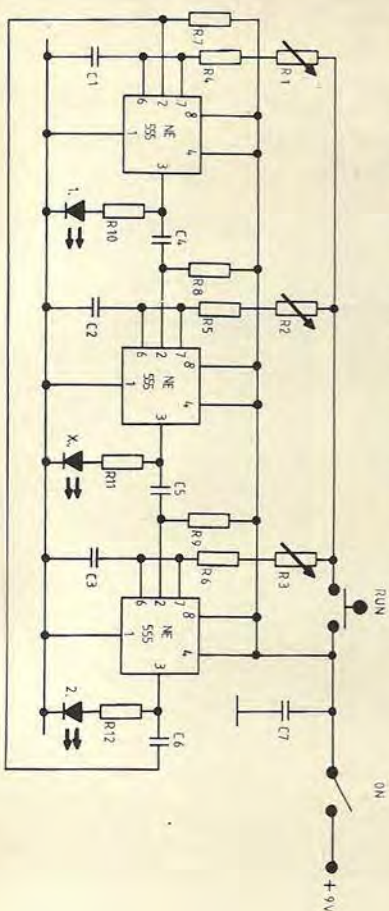 R7
R4
R1
C1
6
2
7
8
NE
555
1
4
3
1.
R10
C4
R8
R5
R2
C2
6
2
7
8
NE
555
1
4
3
X.
R11
C5
R9
R6
R3
C3
6
2
7
8
NE
555
1
4
3
2.
R12
C6
RUN
C7
ON
+ 9V